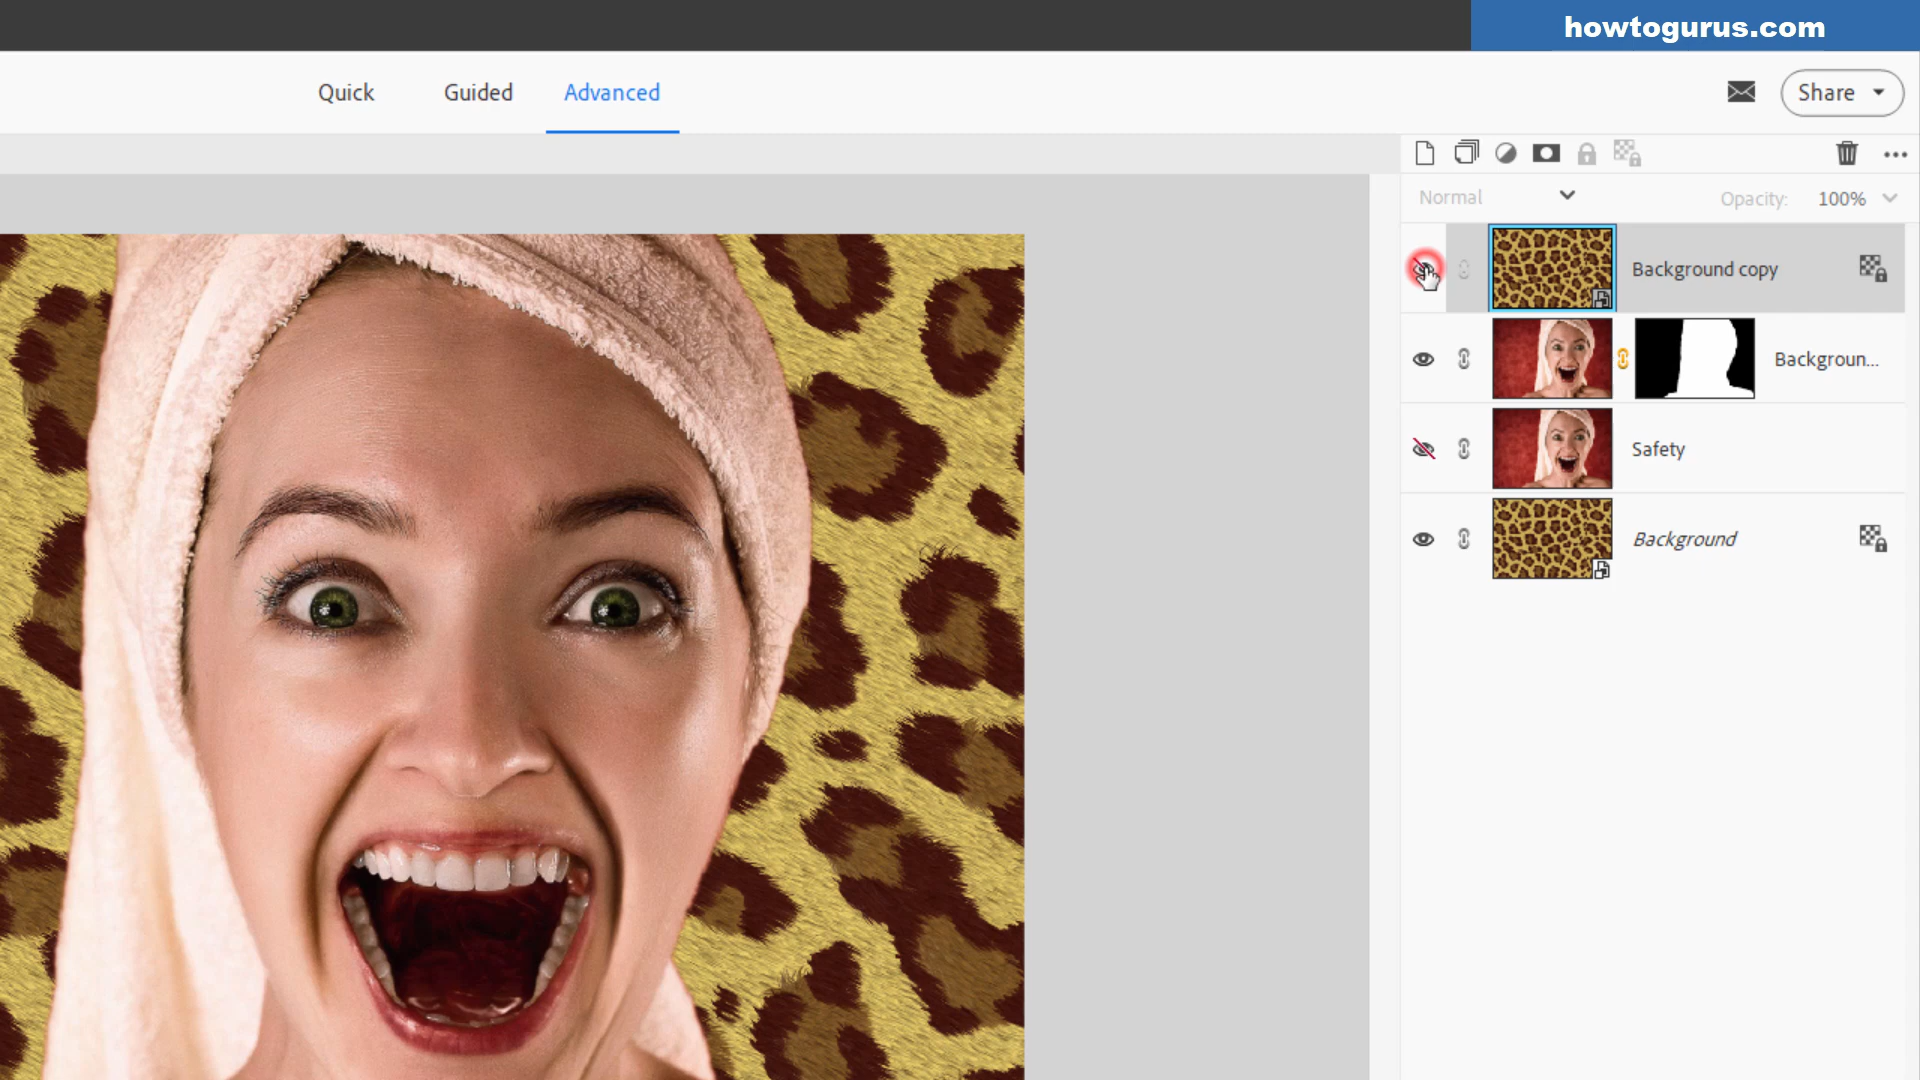 howtogurus.com
Quick
Guided
Advanced
Share
Normal
Opacity:
100%
Background copy
Backgroun...
Safety
Background